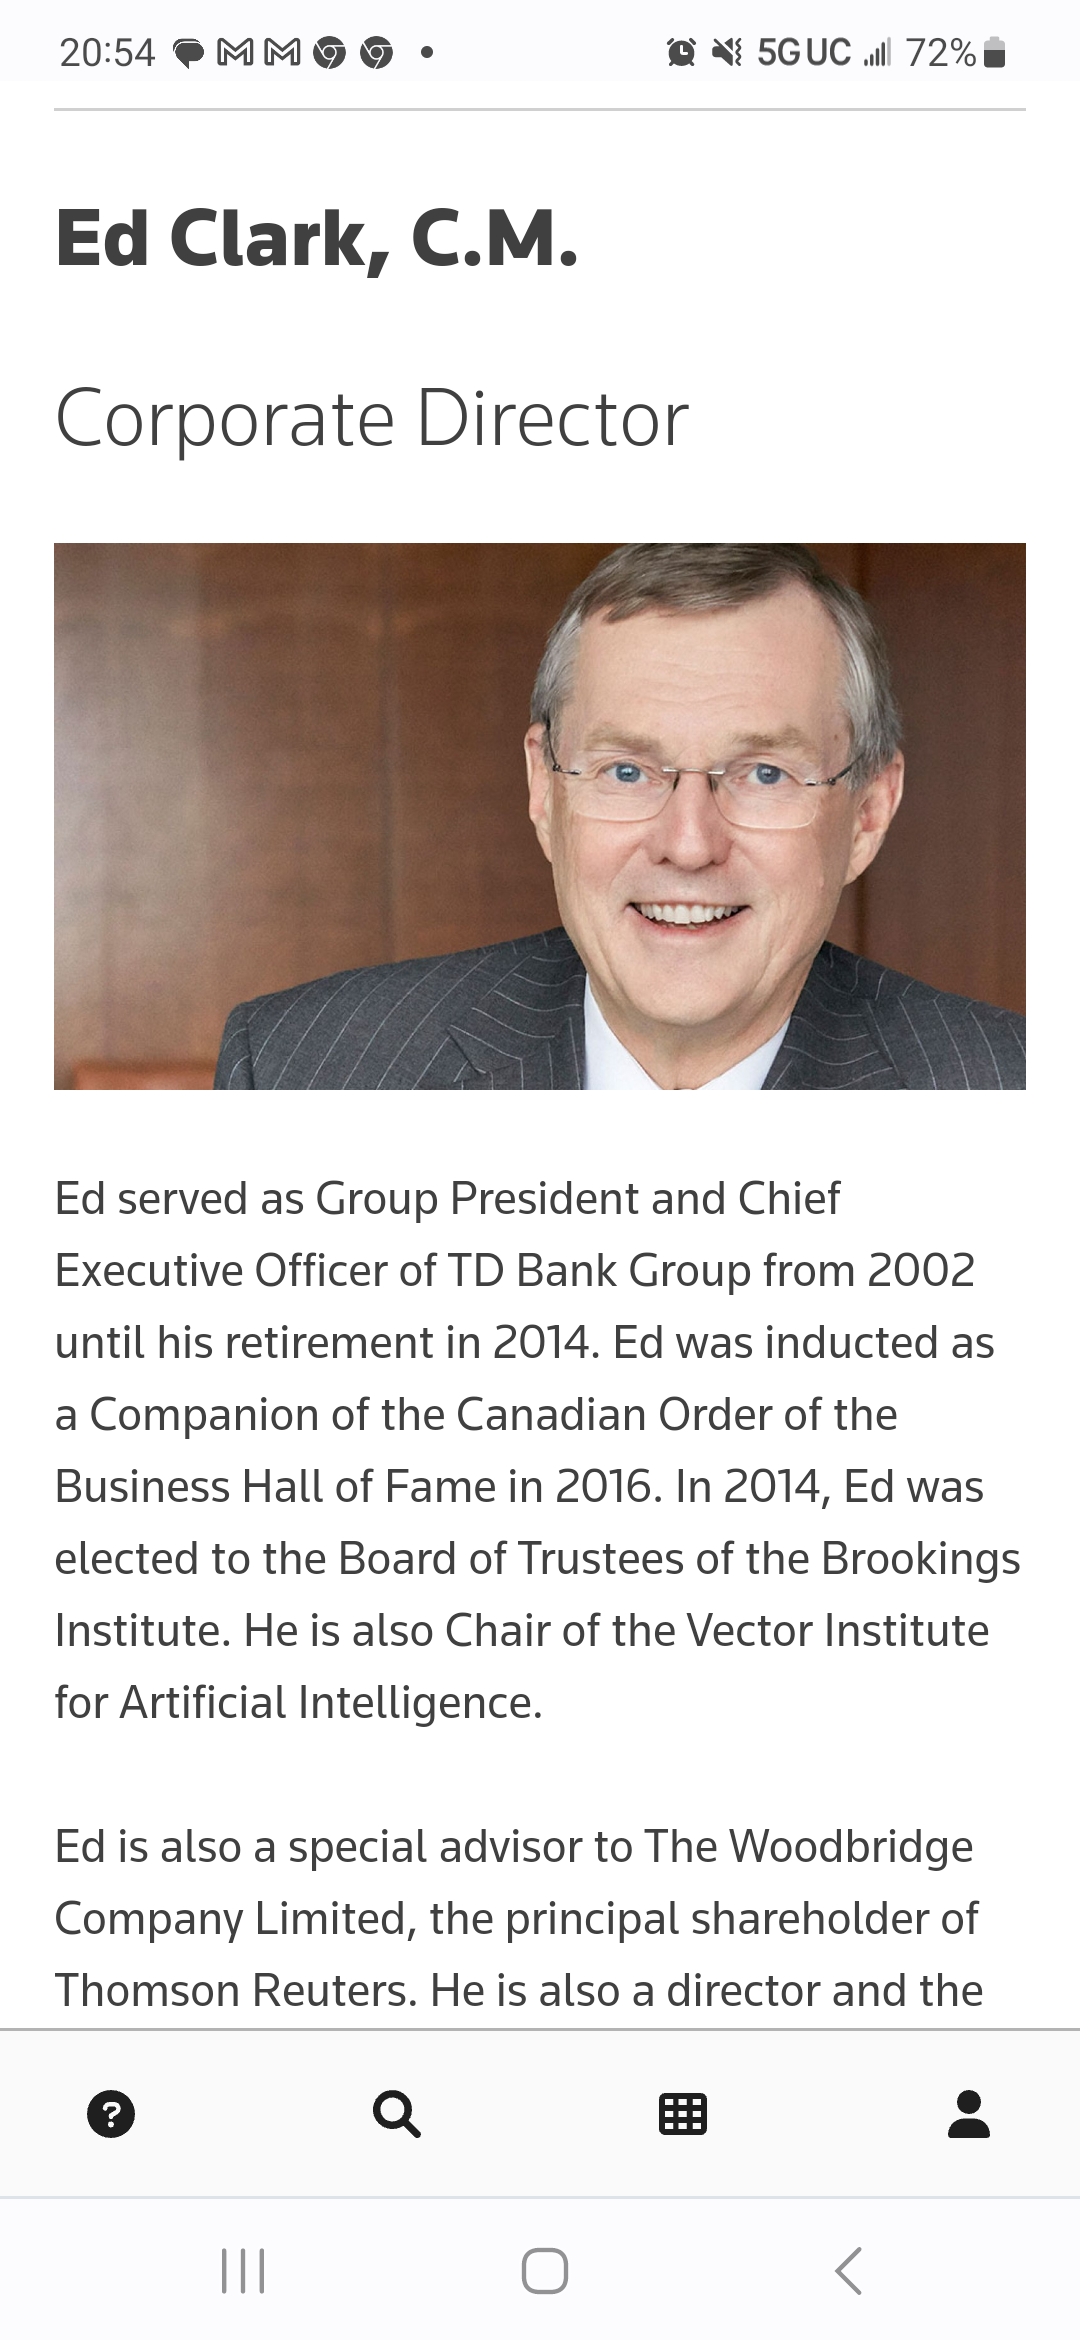 20:54 5G UC 72%
Ed Clark, C.M.
Corporate Director
Ed served as Group President and Chief
Executive Officer of TD Bank Group from 2002
until his retirement in 2014. Ed was inducted as
a Companion of the Canadian Order of the
Business Hall of Fame in 2016. In 2014, Ed was
elected to the Board of Trustees of the Brookings
Institute. He is also Chair of the Vector Institute
for Artificial Intelligence.
Ed is also a special advisor to The Woodbridge
Company Limited, the principal shareholder of
Thomson Reuters. He is also a director and the